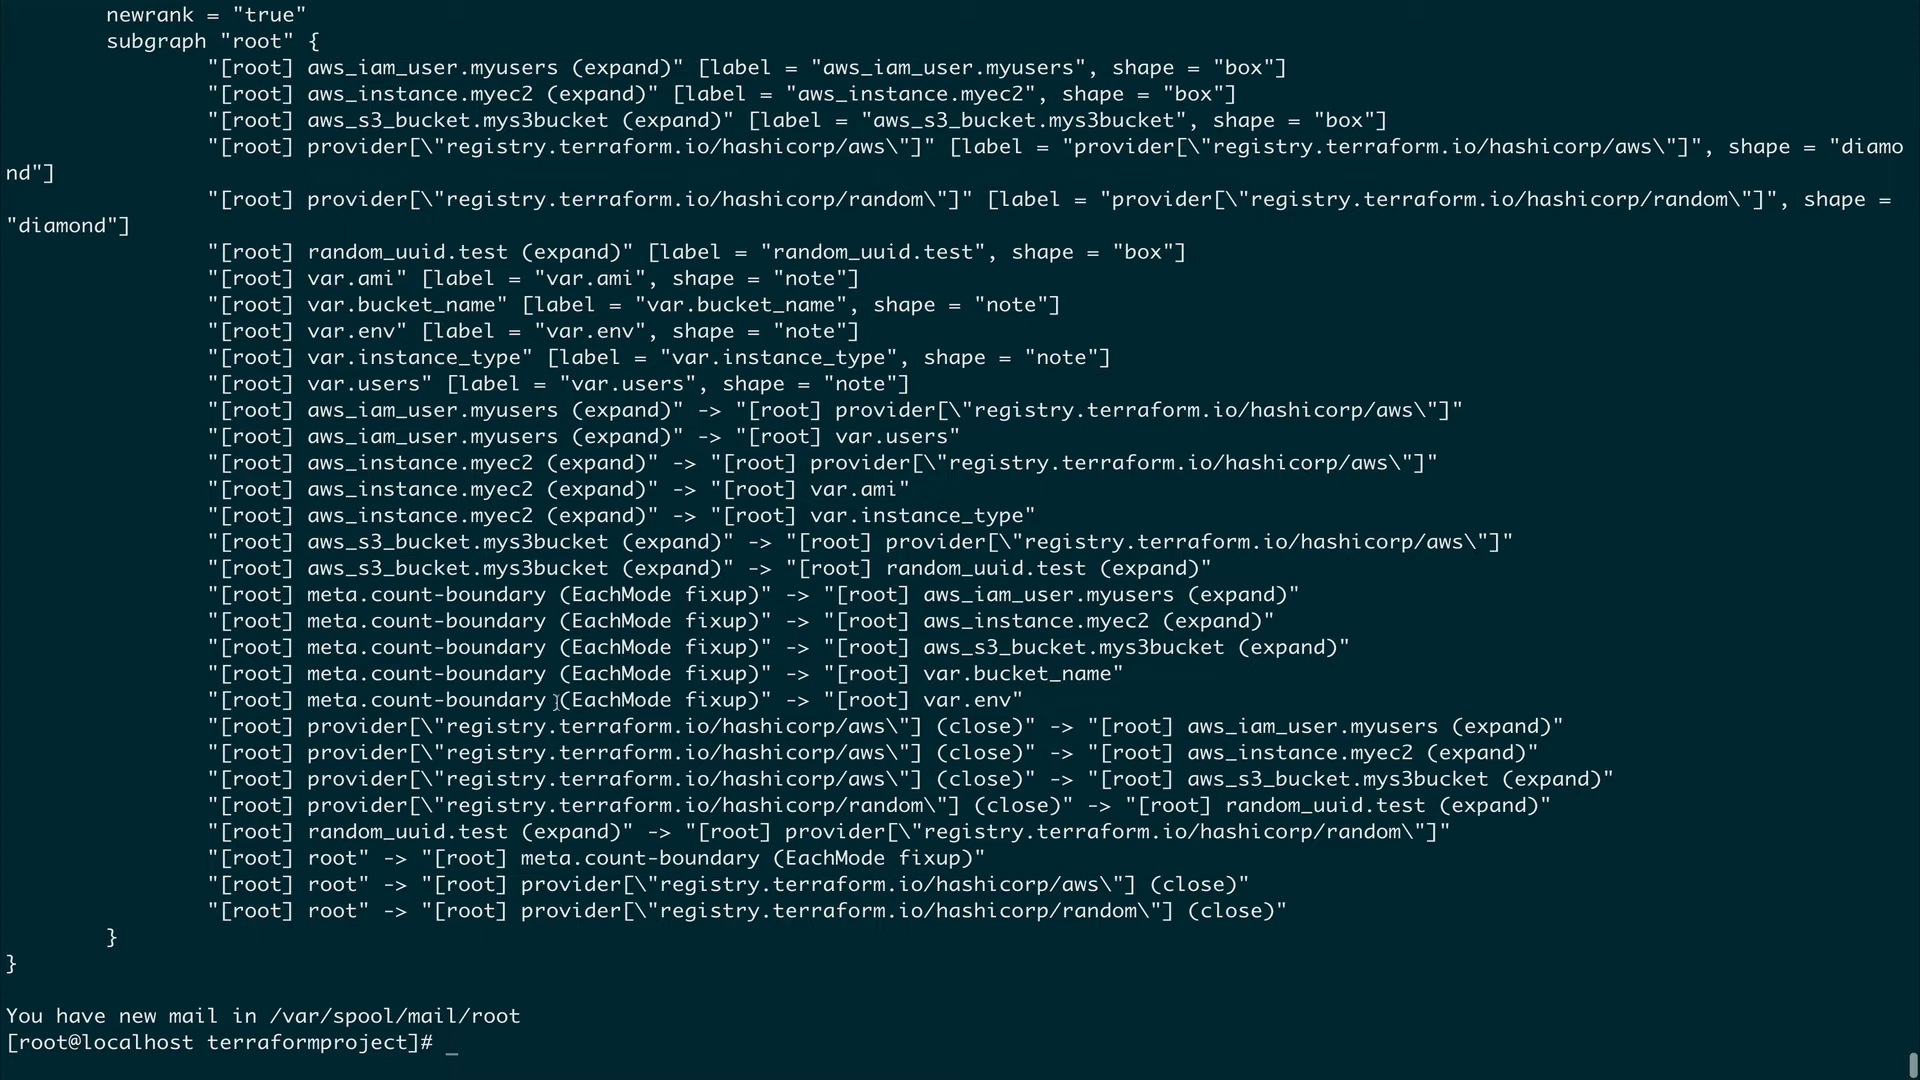 newrank = "true"
subgraph "root" {
"[root] aws_iam_user.myusers (expand)" [label = "aws_iam_user.myusers", shape = "box"]
"[root] aws_instance.myec2 (expand)" [label = "aws_instance.myec2", shape = "box"]
"[root] aws_s3_bucket.mys3bucket (expand)" [label = "aws_s3_bucket.mys3bucket", shape = "box"]
"[root] provider[\"registry.terraform.io/hashicorp/aws\"]" [label = "provider[\"registry.terraform.io/hashicorp/aws\"]", shape = "diamo
nd"]
"[root] provider[\"registry.terraform.io/hashicorp/random\"]" [label = "provider[\"registry.terraform.io/hashicorp/random\"]", shape =
"diamond"]
"[root] random_uuid.test (expand)" [label = "random_uuid.test", shape = "box"]
"[root] var.ami" [label = "var.ami", shape = "note"]
"[root] var.bucket_name" [label = "var.bucket_name", shape = "note"]
"[root] var.env" [label = "var.env", shape = "note"]
"[root] var.instance_type" [label = "var.instance_type", shape = "note"]
"[root] var.users" [label = "var.users", shape = "note"]
"[root] aws_iam_user.myusers (expand)" -> "[root] provider[\"registry.terraform.io/hashicorp/aws\"]"
"[root] aws_iam_user.myusers (expand)" -> "[root] var.users"
"[root] aws_instance.myec2 (expand)" -> "[root] provider[\"registry.terraform.io/hashicorp/aws\"]"
"[root] aws_instance.myec2 (expand)" -> "[root] var.ami"
"[root] aws_instance.myec2 (expand)" -> "[root] var.instance_type"
"[root] aws_s3_bucket.mys3bucket (expand)" -> "[root] provider[\"registry.terraform.io/hashicorp/aws\"]"
"[root] aws_s3_bucket.mys3bucket (expand)" -> "[root] random_uuid.test (expand)"
"[root] meta.count-boundary (EachMode fixup)" -> "[root] aws_iam_user.myusers (expand)"
"[root] meta.count-boundary (EachMode fixup)" -> "[root] aws_instance.myec2 (expand)"
"[root] meta.count-boundary (EachMode fixup)" -> "[root] aws_s3_bucket.mys3bucket (expand)"
"[root] meta.count-boundary (EachMode fixup)" -> "[root] var.bucket_name"
"[root] meta.count-boundary (EachMode fixup)" -> "[root] var.env"
"[root] provider[\"registry.terraform.io/hashicorp/aws\"] (close)" -> "[root] aws_iam_user.myusers (expand)"
"[root] provider[\"registry.terraform.io/hashicorp/aws\"] (close)" -> "[root] aws_instance.myec2 (expand)"
"[root] provider[\"registry.terraform.io/hashicorp/aws\"] (close)" -> "[root] aws_s3_bucket.mys3bucket (expand)"
"[root] provider[\"registry.terraform.io/hashicorp/random\"] (close)" -> "[root] random_uuid.test (expand)"
"[root] random_uuid.test (expand)" -> "[root] provider[\"registry.terraform.io/hashicorp/random\"]"
"[root] root" -> "[root] meta.count-boundary (EachMode fixup)"
"[root] root" -> "[root] provider[\"registry.terraform.io/hashicorp/aws\"] (close)"
"[root] root" -> "[root] provider[\"registry.terraform.io/hashicorp/random\"] (close)"
}
}
You have new mail in /var/spool/mail/root
[root@localhost terraformproject]# _